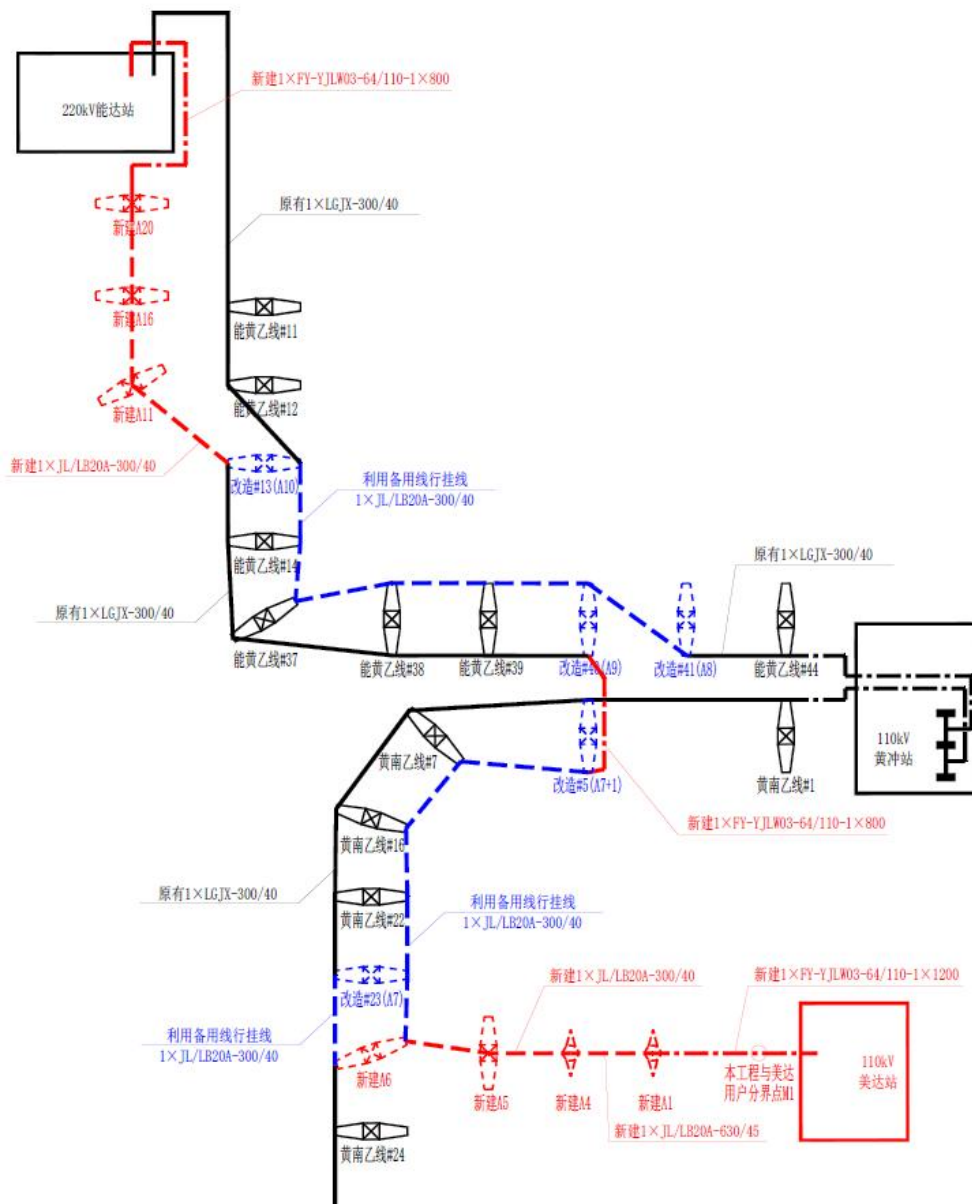 新建1×FY-YJLW03-64/110-1×800
220kV能达站
原有1×LGJX-300/40
新建A20
新建A16
能黄乙线#11
能黄乙线#12
新建A11
新建1×JL/LB20A-300/40
改造#13(A10)
利用备用线行挂线
1×JL/LB20A-300/40
能黄乙线#14
原有1×LGJX-300/40
原有1×LGJX-300/40
能黄乙线#37
能黄乙线#38
能黄乙线#39
改造#40(A9)
改造#41(A8)
能黄乙线#44
110kV
黄冲站
黄南乙线#7
改造#5(A7+1)
黄南乙线#1
新建1×FY-YJLW03-64/110-1×800
黄南乙线#16
原有1×LGJX-300/40
黄南乙线#22
利用备用线行挂线
1×JL/LB20A-300/40
改造#23(A7)
新建1×JL/LB20A-300/40
新建1×FY-YJLW03-64/110-1×1200
利用备用线行挂线
1×JL/LB20A-300/40
新建A6
新建A5
新建A4
新建A1
本工程与美达
用户分界点M1
110kV
美达站
新建1×JL/LB20A-630/45
黄南乙线#24